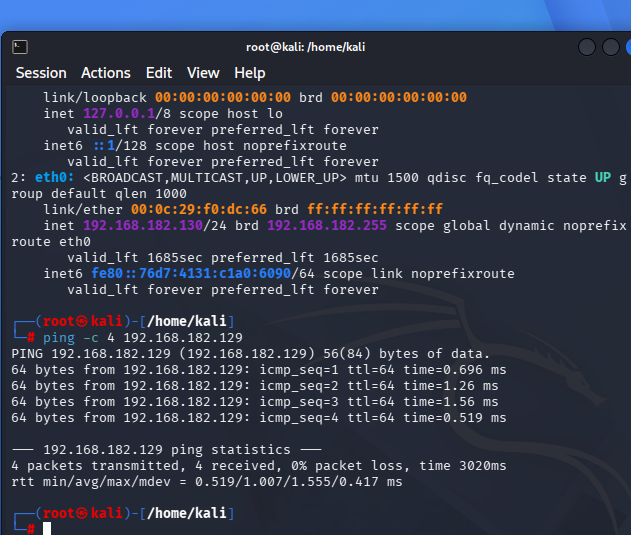 root@kali: /home/kali
Session Actions Edit View Help
link/loopback 00:00:00:00:00:00 brd 00:00:00:00:00:00
inet 127.0.0.1/8 scope host lo
valid_lft forever preferred_lft forever
inet6 ::1/128 scope host noprefixroute
valid_lft forever preferred_lft forever
2: eth0: <BROADCAST,MULTICAST,UP,LOWER_UP> mtu 1500 qdisc fq_codel state UP g
roup default qlen 1000
link/ether 00:0c:29:f0:dc:66 brd ff:ff:ff:ff:ff:ff
inet 192.168.182.130/24 brd 192.168.182.255 scope global dynamic noprefix
route eth0
valid_lft 1685sec preferred_lft 1685sec
inet6 fe80::76d7:4131:c1a0:6090/64 scope link noprefixroute
valid_lft forever preferred_lft forever
┌──(root㉿kali)-[/home/kali]
└─# ping -c 4 192.168.182.129
PING 192.168.182.129 (192.168.182.129) 56(84) bytes of data.
64 bytes from 192.168.182.129: icmp_seq=1 ttl=64 time=0.696 ms
64 bytes from 192.168.182.129: icmp_seq=2 ttl=64 time=1.26 ms
64 bytes from 192.168.182.129: icmp_seq=3 ttl=64 time=1.56 ms
64 bytes from 192.168.182.129: icmp_seq=4 ttl=64 time=0.519 ms
--- 192.168.182.129 ping statistics ---
4 packets transmitted, 4 received, 0% packet loss, time 3020ms
rtt min/avg/max/mdev = 0.519/1.007/1.555/0.417 ms
┌──(root㉿kali)-[/home/kali]
└─#